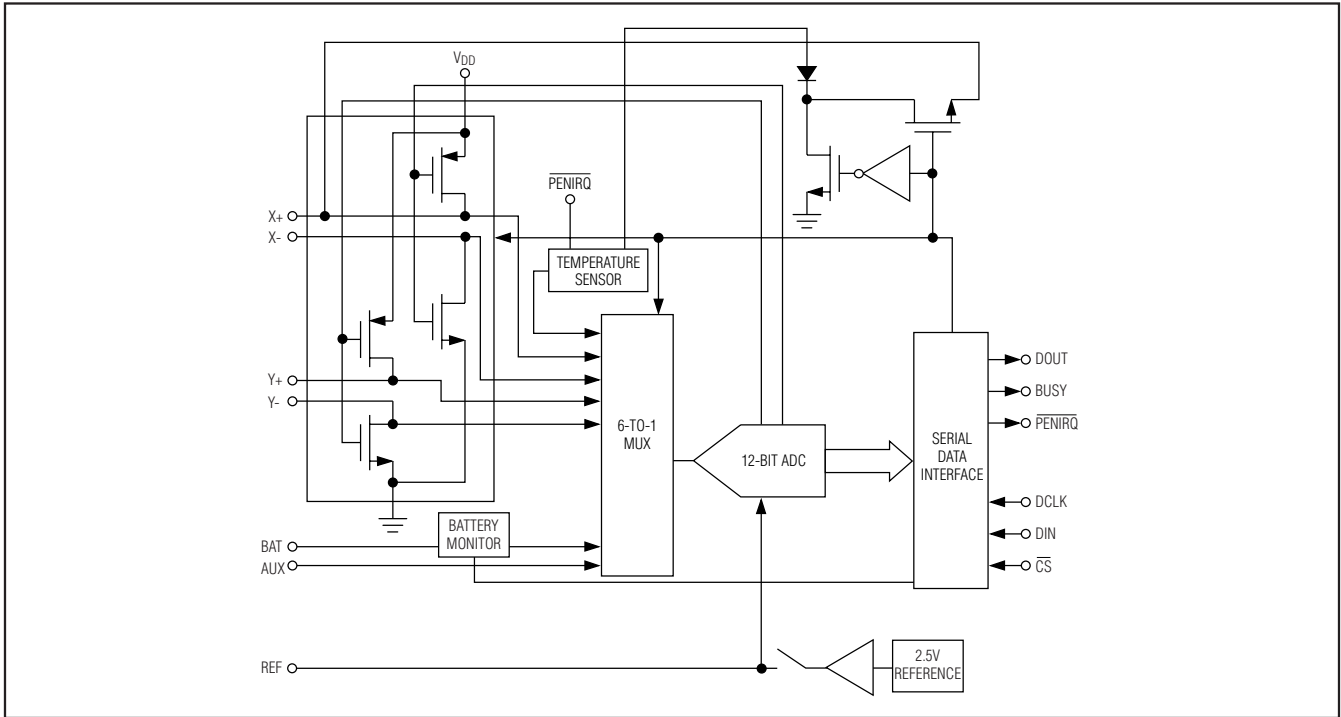 VDD
PENIRQ
X+
X-
TEMPERATURE
SENSOR
Y+
Y-
6-TO-1
MUX
12-BIT ADC
SERIAL
DATA
INTERFACE
DOUT
BUSY
PENIRQ
DCLK
DIN
CS
BATTERY
MONITOR
BAT
AUX
REF
2.5V
REFERENCE